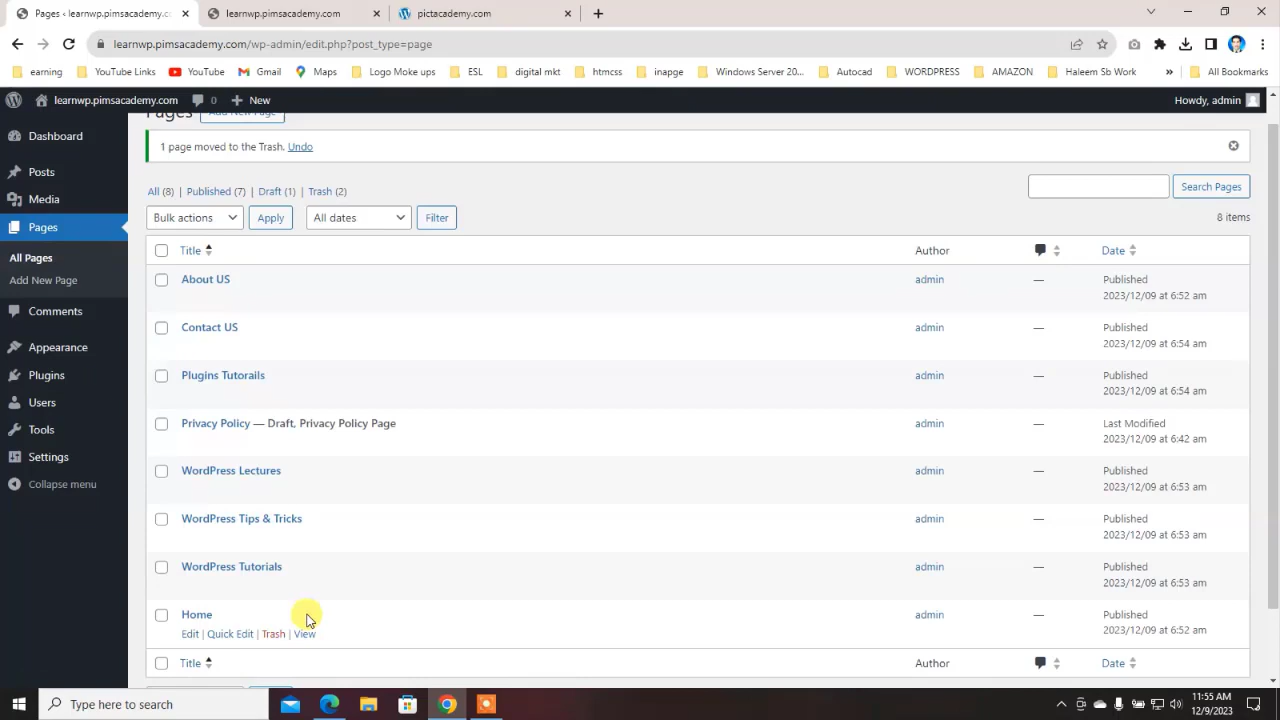 Pages ‹ learnwp.pimsacademy.com
learnwp.pimsacademy.com
pictacademy.com
learnwp.pimsacademy.com/wp-admin/edit.php?post_type=page
earning YouTube Links YouTube Gmail Maps Logo Moke ups ESL digital mkt htmcss inapge Windows Server 20... Autocad WORDPRESS AMAZON Haleem Sb Work » All Bookmarks
learnwp.pimsacademy.com 0 + New Howdy, admin
Pages Add New Page
Dashboard
Posts
Media
Pages
All Pages
Add New Page
Comments
Appearance
Plugins
Users
Tools
Settings
Collapse menu
1 page moved to the Trash. Undo
All (8) | Published (7) | Draft (1) | Trash (2)
Search Pages
Bulk actions Apply All dates Filter 8 items
Title Author Date
About US admin — Published
2023/12/09 at 6:52 am
Contact US admin — Published
2023/12/09 at 6:54 am
Plugins Tutorails admin — Published
2023/12/09 at 6:54 am
Privacy Policy — Draft, Privacy Policy Page admin — Last Modified
2023/12/09 at 6:42 am
WordPress Lectures admin — Published
2023/12/09 at 6:53 am
WordPress Tips & Tricks admin — Published
2023/12/09 at 6:53 am
WordPress Tutorials admin — Published
2023/12/09 at 6:53 am
Home admin — Published
Edit | Quick Edit | Trash | View 2023/12/09 at 6:52 am
Title Author Date
Type here to search
11:55 AM
12/9/2023